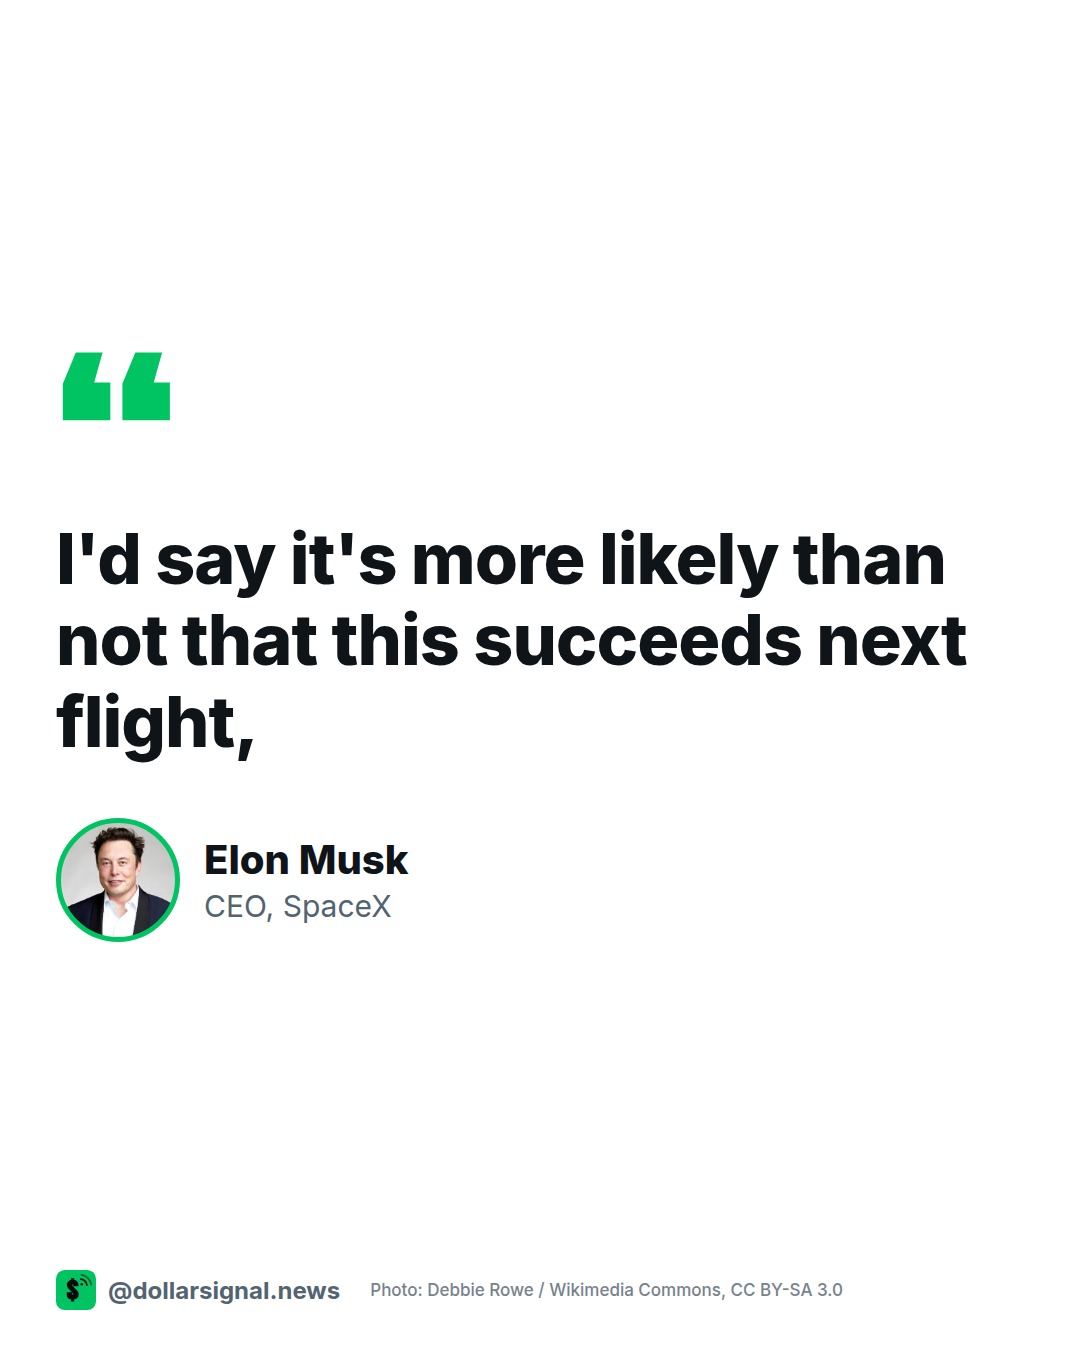 “
I'd say it's more likely than
not that this succeeds next
flight,
Elon Musk
CEO, SpaceX
@dollarsignal.news
Photo: Debbie Rowe / Wikimedia Commons, CC BY-SA 3.0